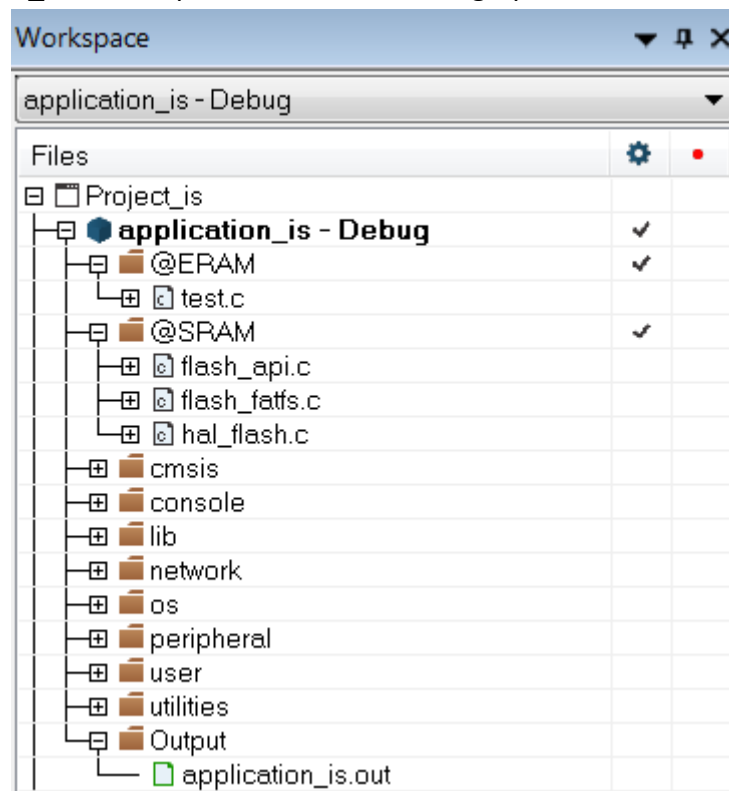 Workspace
application_is - Debug
Files
Project_is
application_is - Debug
@ERAM
test.c
@SRAM
flash_api.c
flash_fatfs.c
hal_flash.c
cmsis
console
lib
network
os
peripheral
user
utilities
Output
application_is.out